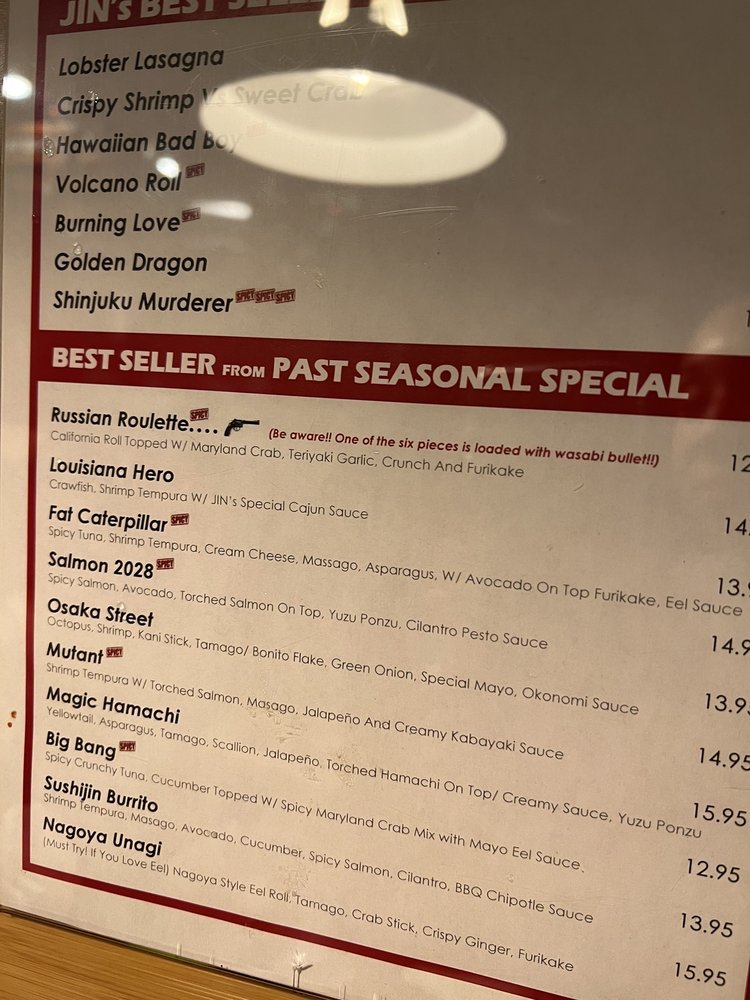 JIN's BEST SELLER
Lobster Lasagna
Crispy Shrimp Vs Sweet Crab
Hawaiian Bad Boy
Volcano Roll SPICY
Burning Love SPICY
Golden Dragon
Shinjuku Murderer SPICY SPICY SPICY
BEST SELLER FROM PAST SEASONAL SPECIAL
Russian Roulette SPICY.... (Be aware!! One of the six pieces is loaded with wasabi bullet!!) 12
California Roll Topped W/ Maryland Crab, Teriyaki Garlic, Crunch And Furikake
Louisiana Hero 14.
Crawfish, Shrimp Tempura W/ JIN's Special Cajun Sauce
Fat Caterpillar SPICY 13.9
Spicy Tuna, Shrimp Tempura, Cream Cheese, Massago, Asparagus, W/ Avocado On Top Furikake, Eel Sauce
Salmon 2028 SPICY 14.9
Spicy Salmon, Avocado, Torched Salmon On Top, Yuzu Ponzu, Cilantro Pesto Sauce
Osaka Street 13.95
Octopus, Shrimp, Kani Stick, Tamago/ Bonito Flake, Green Onion, Special Mayo, Okonomi Sauce
Mutant SPICY 14.95
Shrimp Tempura W/ Torched Salmon, Masago, Jalapeño And Creamy Kabayaki Sauce
Magic Hamachi 15.95
Yellowtail, Asparagus, Tamago, Scallion, Jalapeño, Torched Hamachi On Top/ Creamy Sauce, Yuzu Ponzu
Big Bang SPICY 12.95
Spicy Crunchy Tuna, Cucumber Topped W/ Spicy Maryland Crab Mix with Mayo Eel Sauce.
Sushijin Burrito 13.95
Shrimp Tempura, Masago, Avocado, Cucumber, Spicy Salmon, Cilantro, BBQ Chipotle Sauce
Nagoya Unagi 15.95
(Must Try! If You Love Eel) Nagoya Style Eel Roll, Tamago, Crab Stick, Crispy Ginger, Furikake